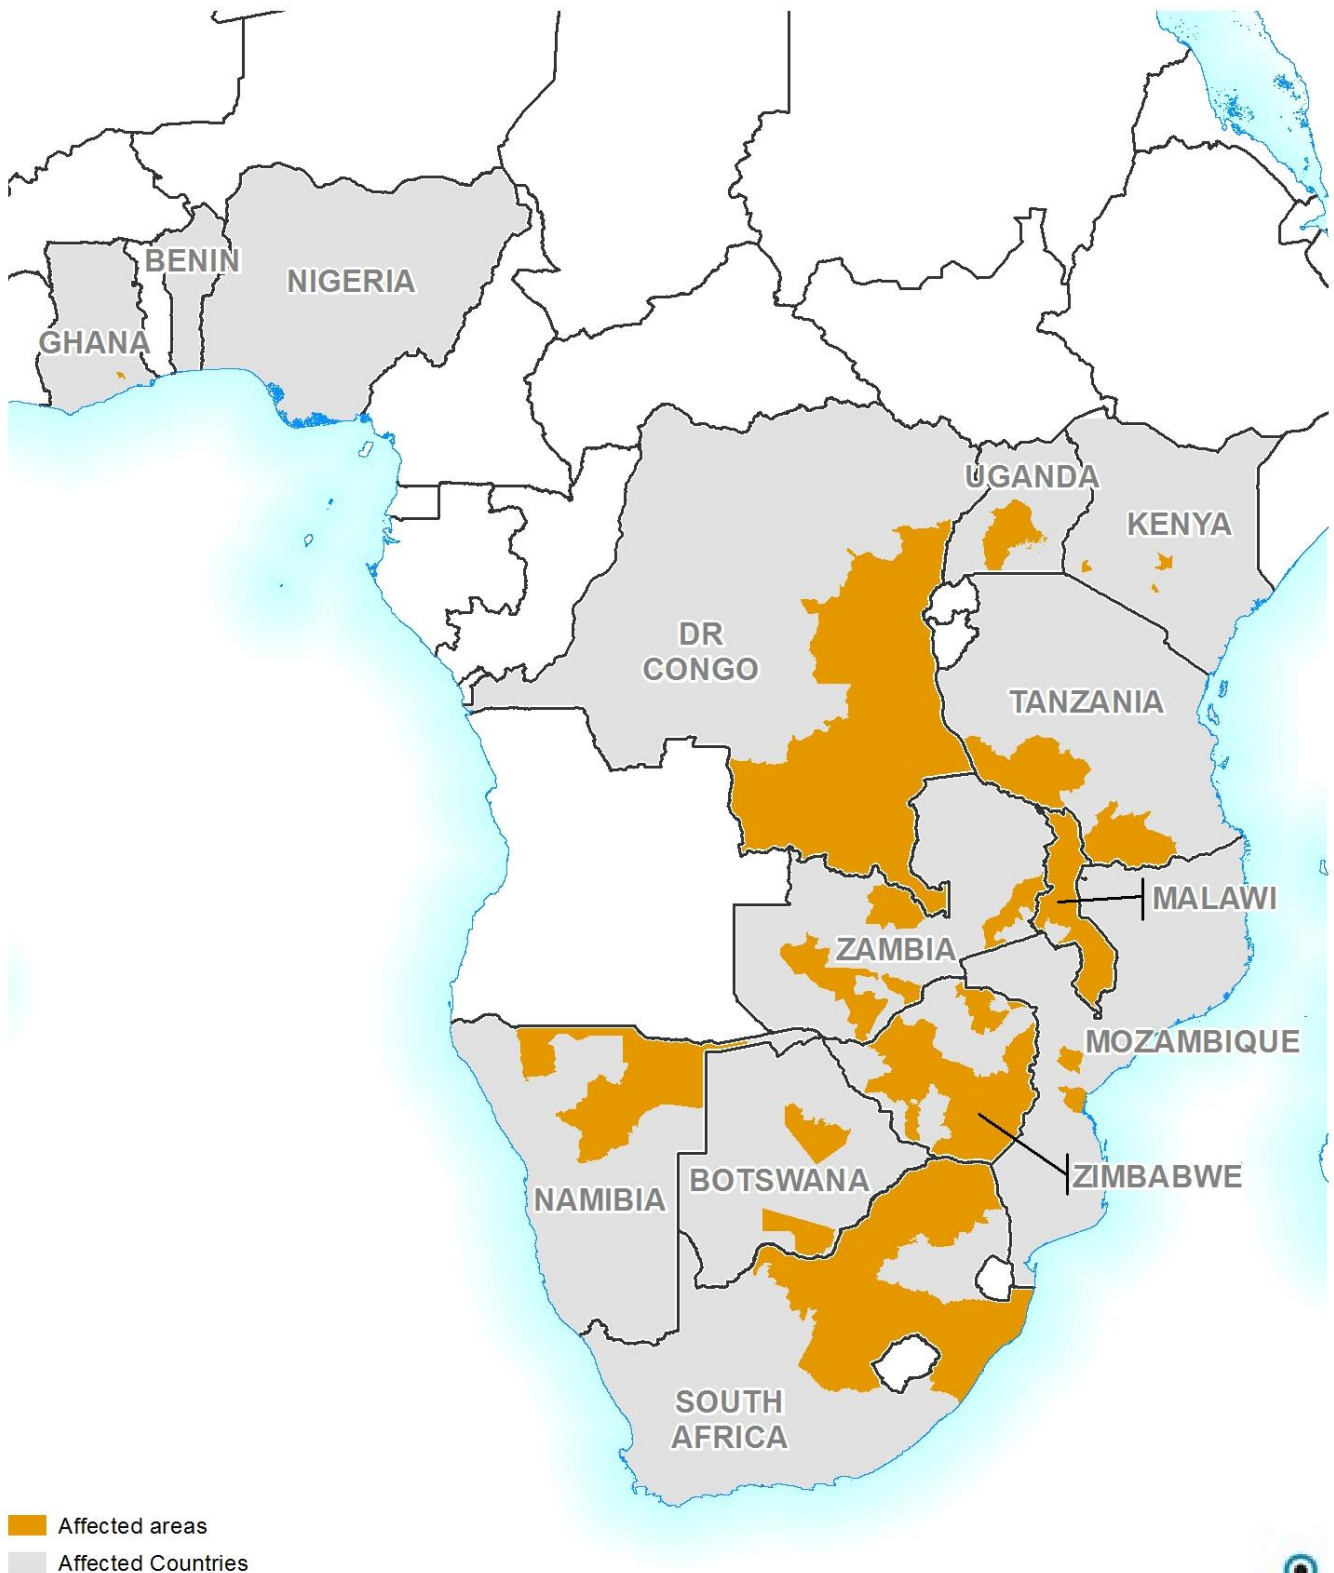 BENIN
NIGERIA
GHANA
UGANDA
KENYA
DR
CONGO
TANZANIA
MALAWI
ZAMBIA
MOZAMBIQUE
ZIMBABWE
BOTSWANA
NAMIBIA
SOUTH
AFRICA
Affected areas
Affected Countries